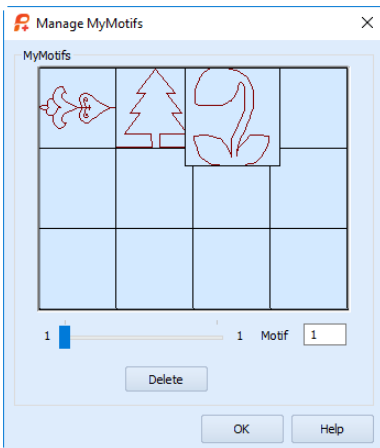 Manage MyMotifs
MyMotifs
1 1 Motif 1
Delete
OK Help